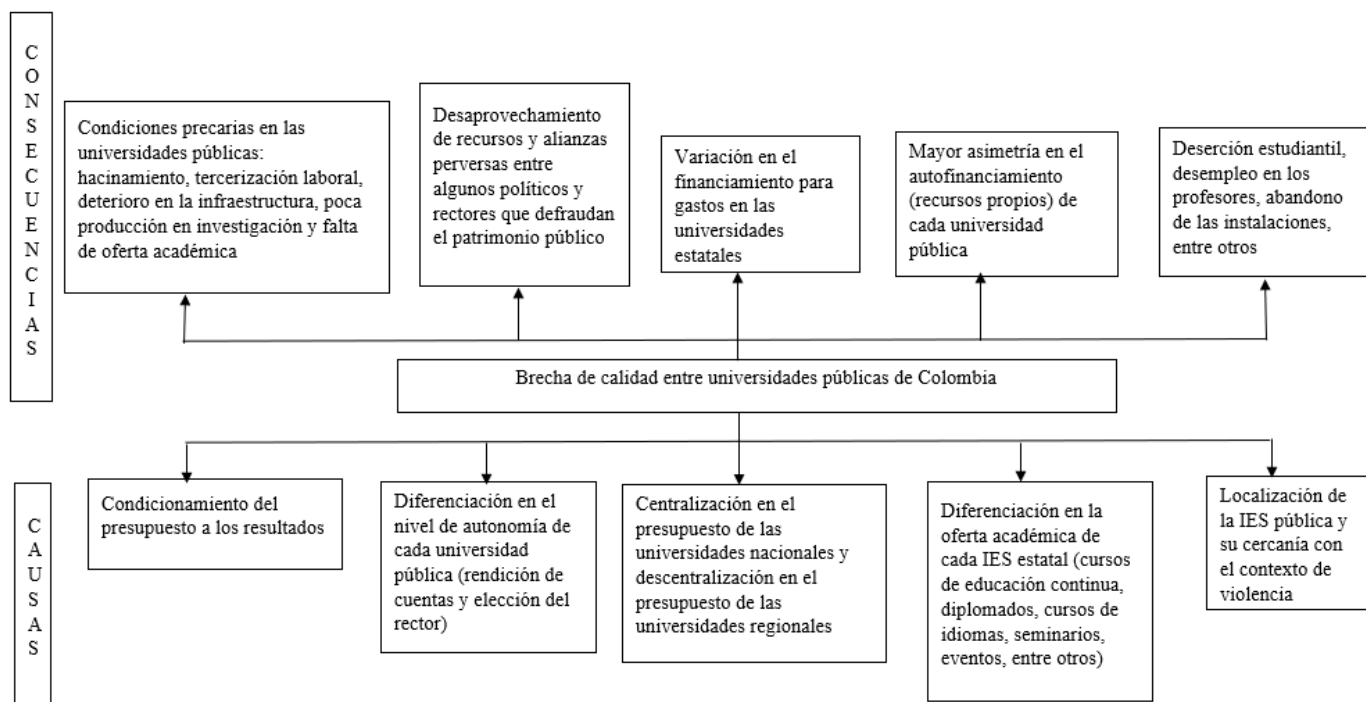 CONSECUENCIAS
Condiciones precarias en las
universidades públicas:
hacinamiento, tercerización laboral,
deterioro en la infraestructura, poca
producción en investigación y falta
de oferta académica
Desaprovechamiento
de recursos y alianzas
perversas entre
algunos políticos y
rectores que defraudan
el patrimonio público
Variación en el
financiamiento para
gastos en las
universidades
estatales
Mayor asimetría en el
autofinanciamiento
(recursos propios) de
cada universidad
pública
Deserción estudiantil,
desempleo en los
profesores, abandono
de las instalaciones,
entre otros
Brecha de calidad entre universidades públicas de Colombia
CAUSAS
Condicionamiento del
presupuesto a los resultados
Diferenciación en el
nivel de autonomía de
cada universidad
pública (rendición de
cuentas y elección del
rector)
Centralización en el
presupuesto de las
universidades nacionales y
descentralización en el
presupuesto de las
universidades regionales
Diferenciación en la
oferta académica de
cada IES estatal (cursos
de educación continua,
diplomados, cursos de
idiomas, seminarios,
eventos, entre otros)
Localización de
la IES pública y
su cercanía con
el contexto de
violencia